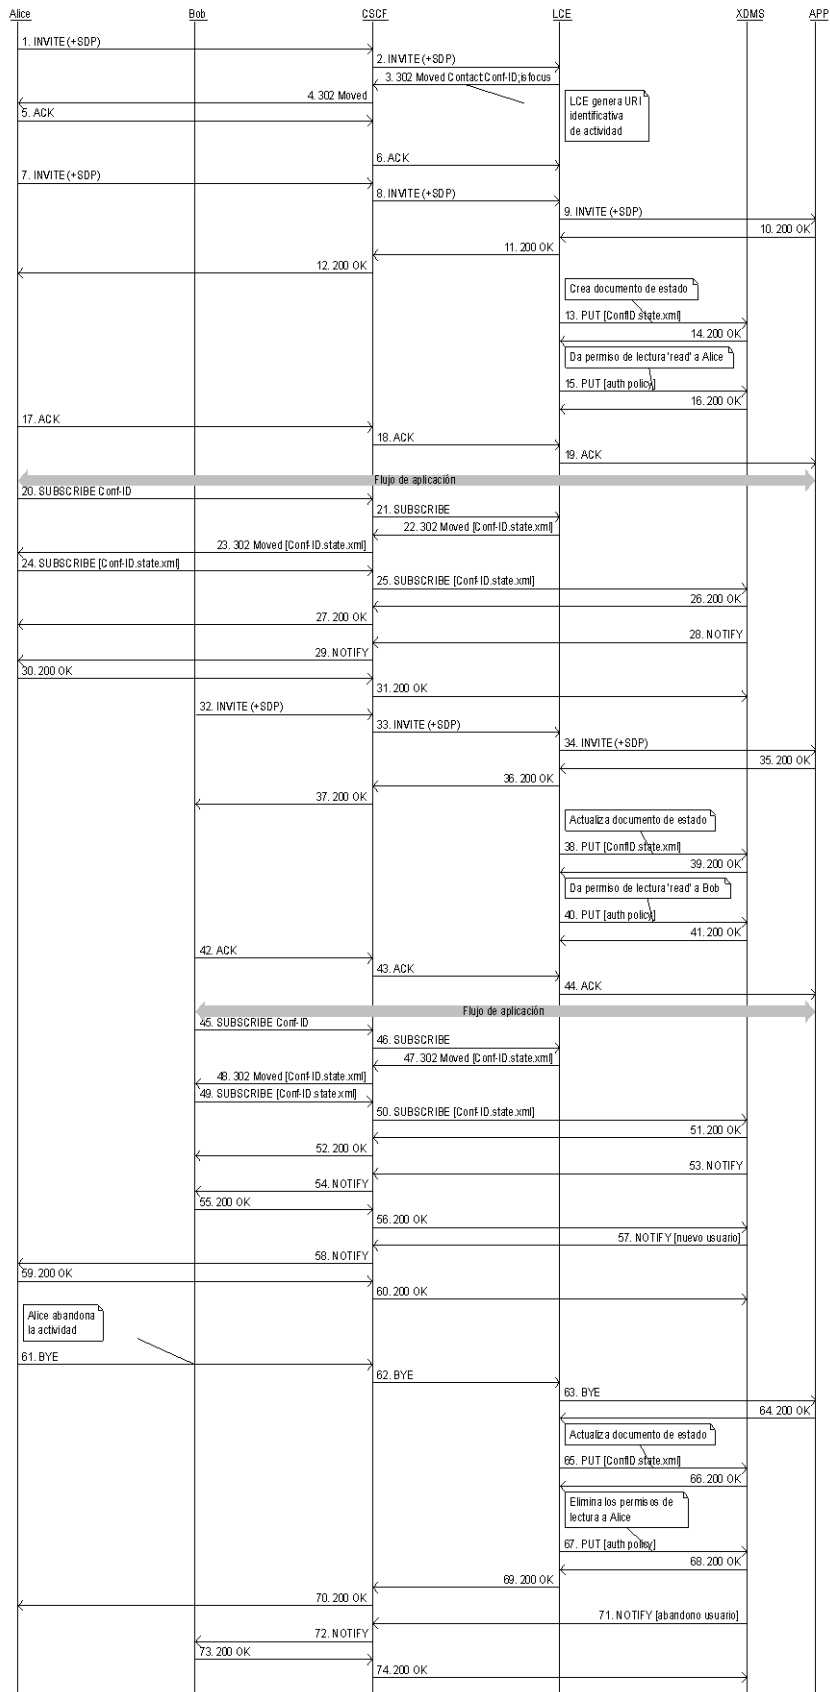 Alice Bob CSCF LCE XDMS APP
1. INVITE (+SDP)
2. INVITE (+SDP)
3. 302 Moved Contact:Conf-ID;isfocus
4. 302 Moved
LCE genera URI
identificativa
de actividad
5. ACK
6. ACK
7. INVITE (+SDP)
8. INVITE (+SDP)
9. INVITE (+SDP)
10. 200 OK
11. 200 OK
12. 200 OK
Crea documento de estado
13. PUT [ConfID.state.xml]
14. 200 OK
Da permiso de lectura 'read' a Alice
15. PUT [auth policy]
16. 200 OK
17. ACK
18. ACK
19. ACK
Flujo de aplicación
20. SUBSCRIBE Conf-ID
21. SUBSCRIBE
22. 302 Moved [Conf-ID.state.xml]
23. 302 Moved [Conf-ID.state.xml]
24. SUBSCRIBE [Conf-ID.state.xml]
25. SUBSCRIBE [Conf-ID.state.xml]
26. 200 OK
27. 200 OK
28. NOTIFY
29. NOTIFY
30. 200 OK
31. 200 OK
32. INVITE (+SDP)
33. INVITE (+SDP)
34. INVITE (+SDP)
35. 200 OK
36. 200 OK
37. 200 OK
Actualiza documento de estado
38. PUT [ConfID.state.xml]
39. 200 OK
Da permiso de lectura 'read' a Bob
40. PUT [auth policy]
41. 200 OK
42. ACK
43. ACK
44. ACK
Flujo de aplicación
45. SUBSCRIBE Conf-ID
46. SUBSCRIBE
47. 302 Moved [Conf-ID.state.xml]
48. 302 Moved [Conf-ID.state.xml]
49. SUBSCRIBE [Conf-ID.state.xml]
50. SUBSCRIBE [Conf-ID.state.xml]
51. 200 OK
52. 200 OK
53. NOTIFY
54. NOTIFY
55. 200 OK
56. 200 OK
57. NOTIFY [nuevo usuario]
58. NOTIFY
59. 200 OK
60. 200 OK
Alice abandona
la actividad
61. BYE
62. BYE
63. BYE
64. 200 OK
Actualiza documento de estado
65. PUT [ConfID.state.xml]
66. 200 OK
Elimina los permisos de
lectura a Alice
67. PUT [auth policy]
68. 200 OK
69. 200 OK
70. 200 OK
71. NOTIFY [abandono usuario]
72. NOTIFY
73. 200 OK
74. 200 OK